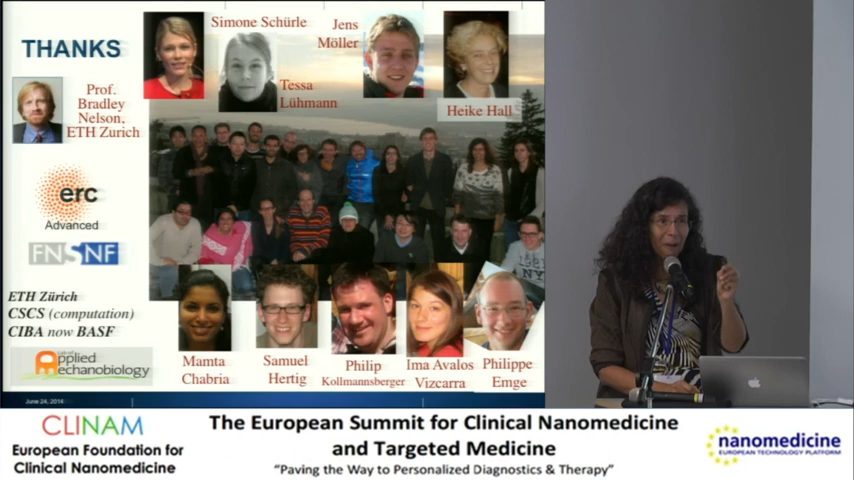 THANKS
Simone Schürle
Jens
Möller
Tessa
Lühmann
Heike Hall
Prof.
Bradley
Nelson,
ETH Zurich
erc
Advanced
FNSNF
ETH Zürich
CSCS (computation)
CIBA now BASF
Applied
echanobiology
Mamta
Chabria
Samuel
Hertig
Philip
Kollmannsberger
Ima Avalos
Vizcarra
Philippe
Emge
June 24, 2014
CLINAM
European Foundation for
Clinical Nanomedicine
The European Summit for Clinical Nanomedicine
and Targeted Medicine
"Paving the Way to Personalized Diagnostics & Therapy"
nanomedicine
EUROPEAN TECHNOLOGY PLATFORM